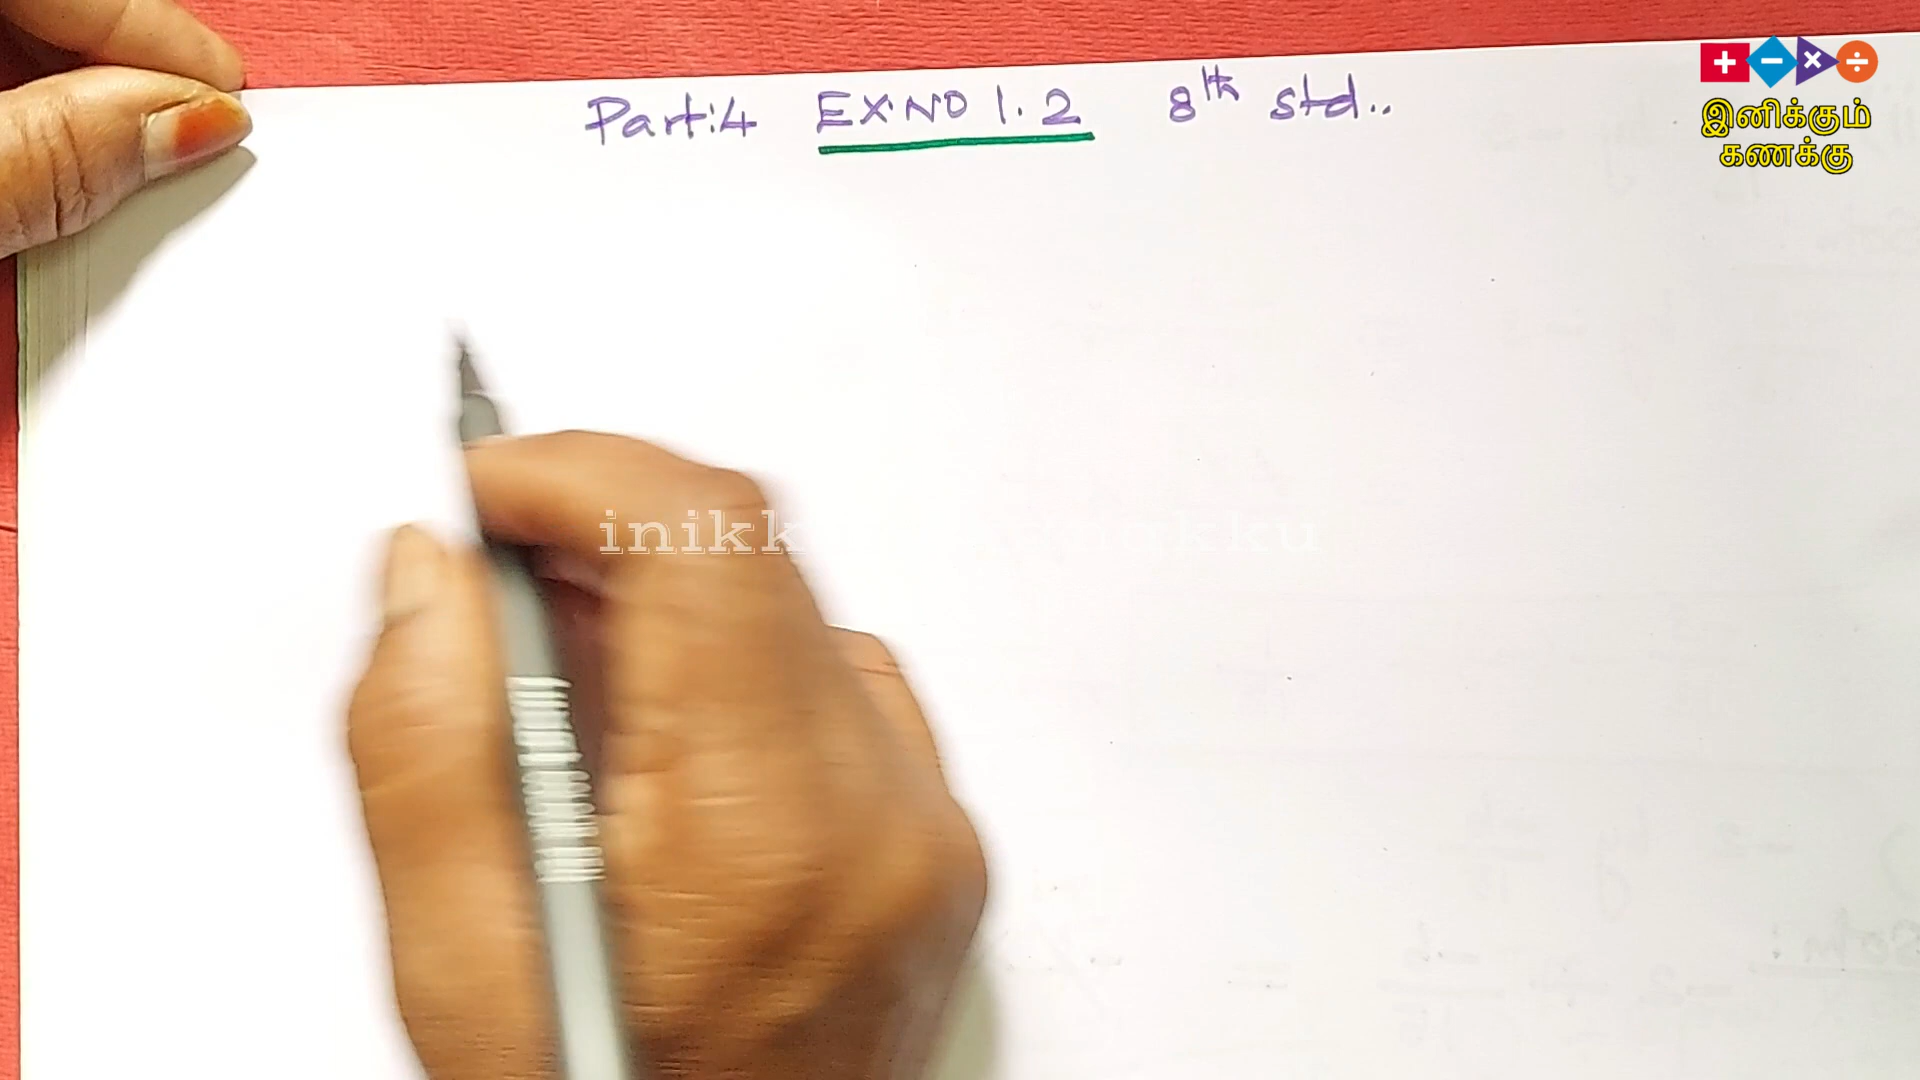 Part:4 EX.NO 1.2 8th std..
+ - × ÷
இனிக்கும்
கணக்கு